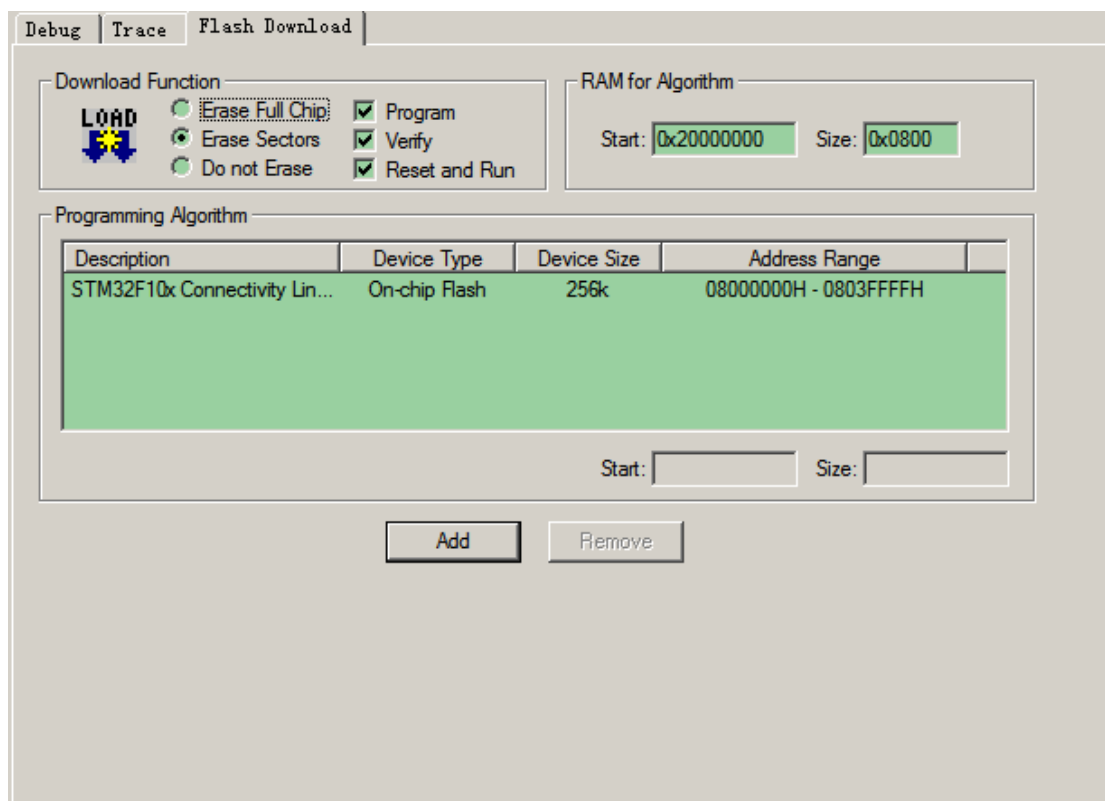 Debug Trace Flash Download
Download Function
LOAD
Erase Full Chip
Erase Sectors
Do not Erase
Program
Verify
Reset and Run
RAM for Algorithm
Start: 0x20000000 Size: 0x0800
Programming Algorithm
Description Device Type Device Size Address Range
STM32F10x Connectivity Lin... On-chip Flash 256k 08000000H - 0803FFFFH
Start: Size:
Add Remove